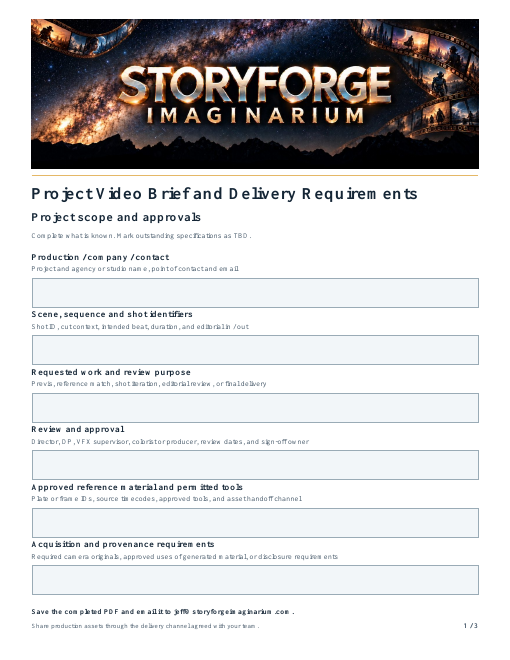 STORYFORGE
IMAGINARIUM
Project Video Brief and Delivery Requirements
Project scope and approvals
Complete what is known. Mark outstanding specifications as TBD.
Production / company / contact
Project and agency or studio name, point of contact and email
Scene, sequence and shot identifiers
Shot ID, cut context, intended beat, duration, and editorial in/out
Requested work and review purpose
Previs, reference match, shot iteration, editorial review, or final delivery
Review and approval
Director, DP, VFX supervisor, colorist or producer, review dates, and sign-off owner
Approved reference material and permitted tools
Plate or frame IDs, source timecodes, approved tools, and asset handoff channel
Acquisition and provenance requirements
Required camera originals, approved uses of generated material, or disclosure requirements
Save the completed PDF and email it to jeff@storyforgeimaginarium.com.
Share production assets through the delivery channel agreed with your team.
1 / 3